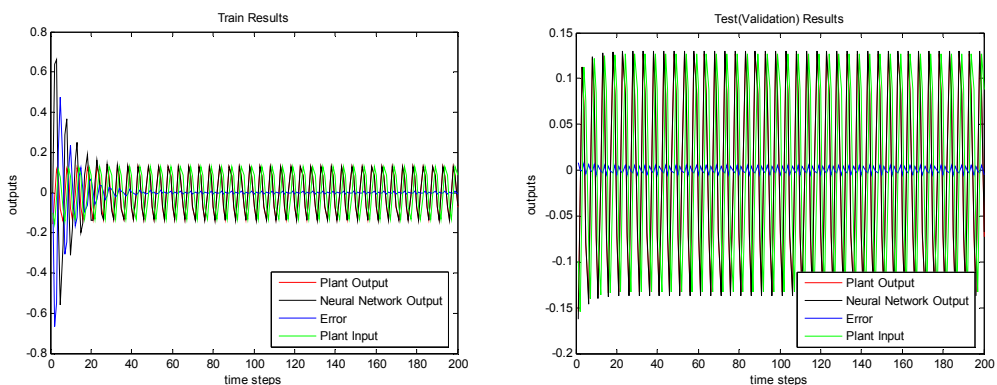 Train Results
outputs
0.8
0.6
0.4
0.2
0
-0.2
-0.4
-0.6
-0.8
0 20 40 60 80 100 120 140 160 180 200
time steps
Plant Output
Neural Network Output
Error
Plant Input
Test(Validation) Results
outputs
0.15
0.1
0.05
0
-0.05
-0.1
-0.15
-0.2
0 20 40 60 80 100 120 140 160 180 200
time steps
Plant Output
Neural Network Output
Error
Plant Input